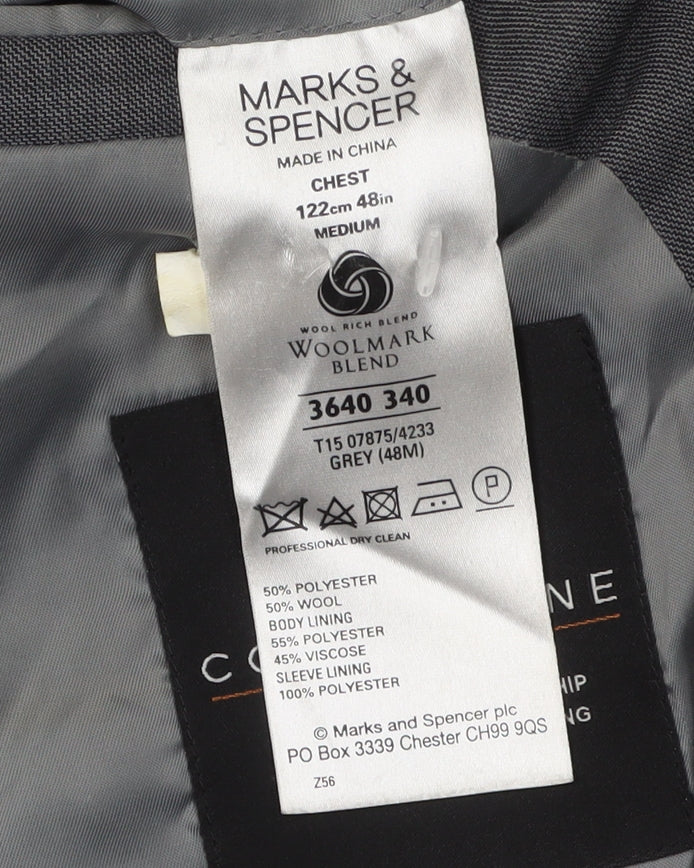 MARKS &
SPENCER
MADE IN CHINA
CHEST
122cm 48in
MEDIUM
WOOL RICH BLEND
WOOLMARK
BLEND
3640 340
T15 07875/4233
GREY (48M)
P
PROFESSIONAL DRY CLEAN
50% POLYESTER
50% WOOL
BODY LINING
55% POLYESTER
45% VISCOSE
SLEEVE LINING
100% POLYESTER
© Marks and Spencer plc
PO Box 3339 Chester CH99 9QS
Z56